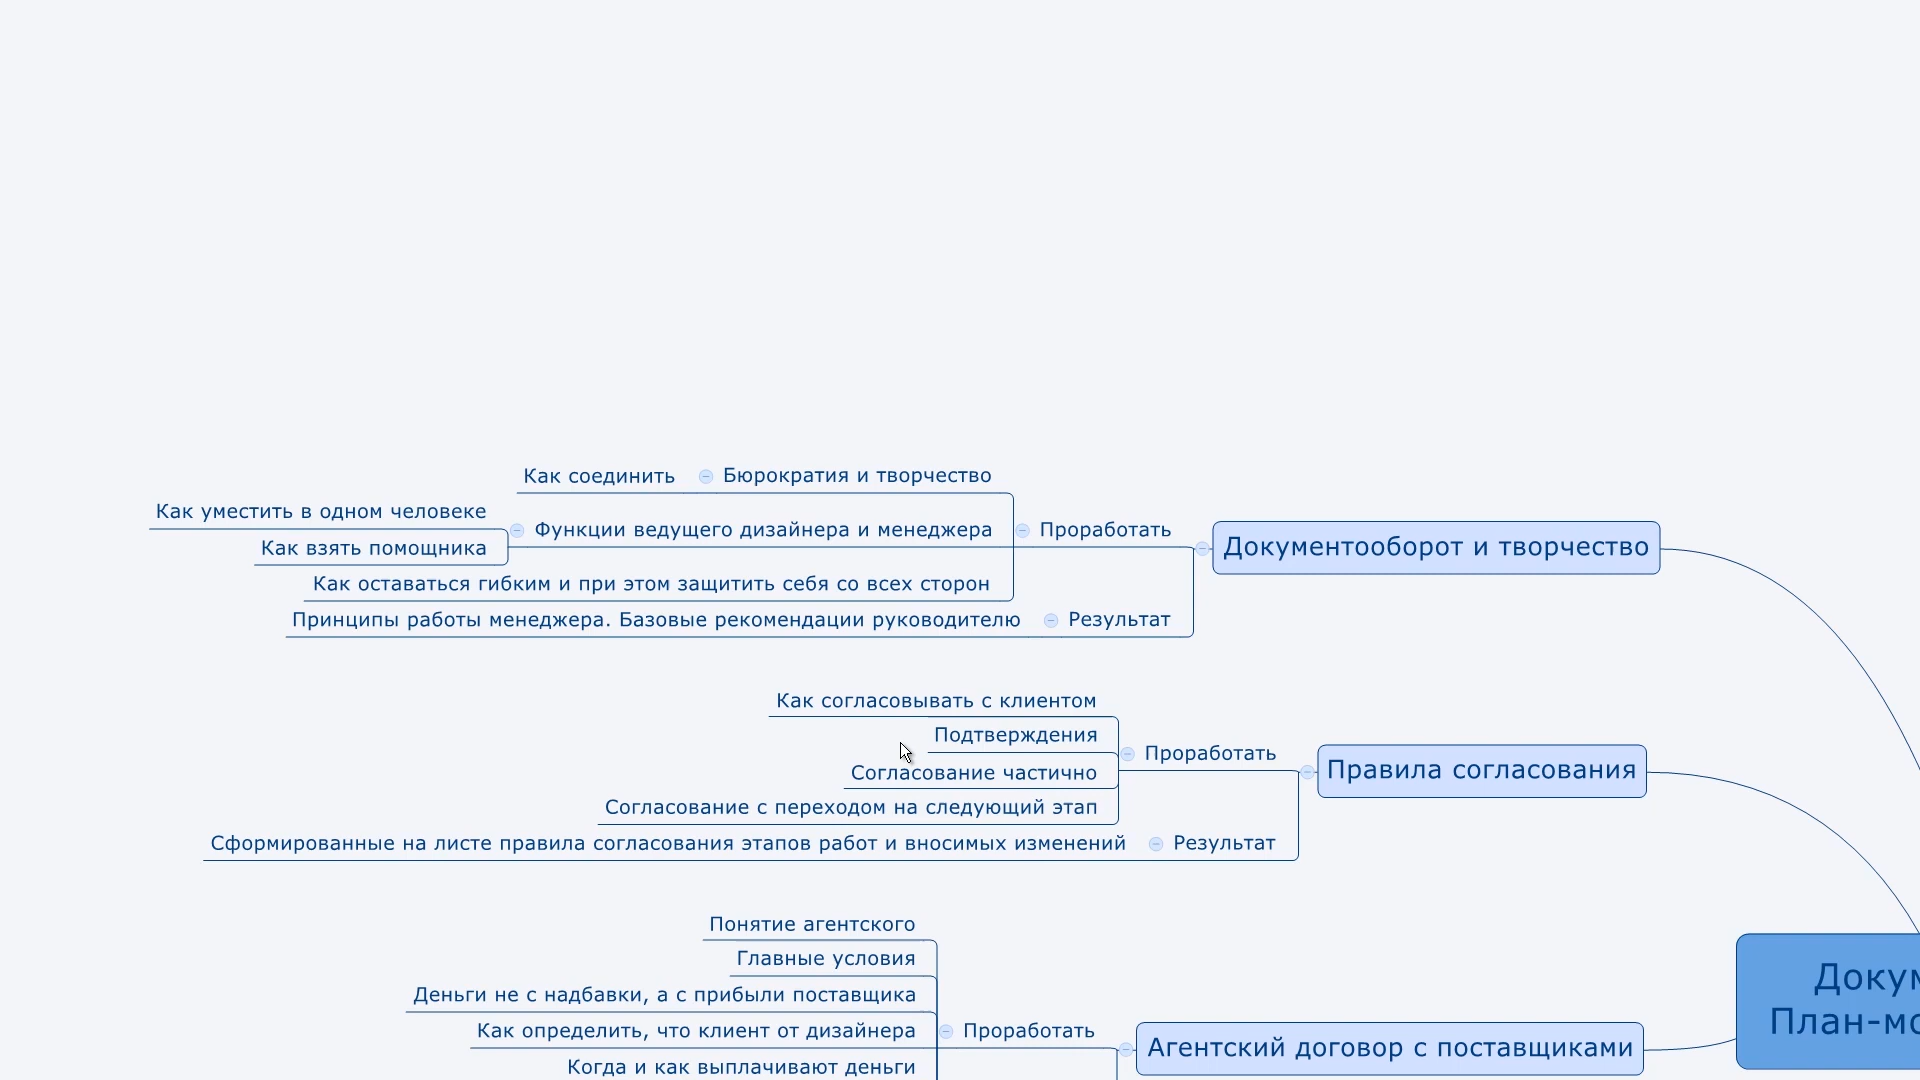 Как соединить
Бюрократия и творчество
Как уместить в одном человеке
Функции ведущего дизайнера и менеджера
Проработать
Документооборот и творчество
Как взять помощника
Как оставаться гибким и при этом защитить себя со всех сторон
Принципы работы менеджера. Базовые рекомендации руководителю
Результат
Как согласовывать с клиентом
Подтверждения
Проработать
Правила согласования
Согласование частично
Согласование с переходом на следующий этап
Сформированные на листе правила согласования этапов работ и вносимых изменений
Результат
Понятие агентского
Главные условия
Деньги не с надбавки, а с прибыли поставщика
Как определить, что клиент от дизайнера
Проработать
Агентский договор с поставщиками
Когда и как выплачивают деньги
Докум
План-мо